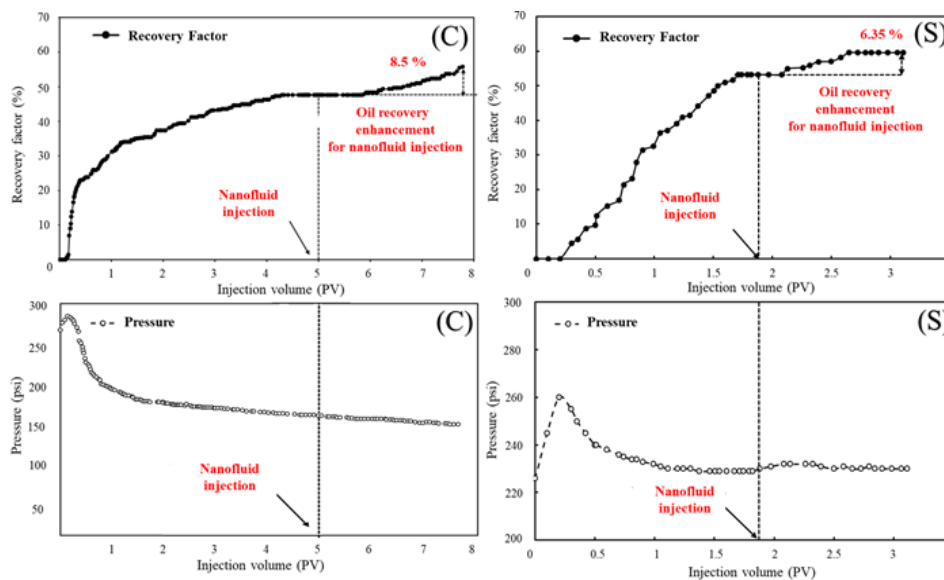 70
60
50
40
30
20
10
0
Recovery factor (%)
Recovery Factor
(C)
8.5 %
Oil recovery
enhancement
for nanofluid injection
Nanofluid
injection
1 2 3 4 5 6 7 8
Injection volume (PV)
70
60
50
40
30
20
10
0
Recovery factor (%)
Recovery Factor
(S)
6.35 %
Oil recovery
enhancement
for nanofluid injection
Nanofluid
injection
0 0.5 1 1.5 2 2.5 3
Injection volume (PV)
300
250
200
150
100
50
Pressure (psi)
Pressure
(C)
Nanofluid
injection
1 2 3 4 5 6 7 8
Injection volume (PV)
300
280
260
240
220
200
Pressure (psi)
Pressure
(S)
Nanofluid
injection
0 0.5 1 1.5 2 2.5 3
Injection volume (PV)